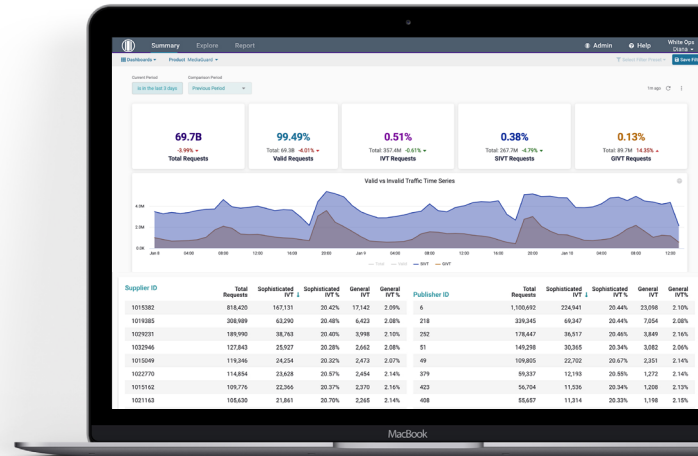 Summary Explore Report Admin Help White Ops
Diana
Dashboards Product MediaGuard Select Filter Preset Save Filt
Current Period Comparison Period
is in the last 3 days Previous Period 1m ago
69.7B 99.49% 0.51% 0.38% 0.13%
-3.99% Total: 69.3B -4.01% Total: 357.4M -0.61% Total: 267.7M -4.79% Total: 89.7M 14.35%
Total Requests Valid Requests IVT Requests SIVT Requests GIVT Requests
Valid vs Invalid Traffic Time Series
4.0M
2.0M
0.0K
Jan 8 04:00 08:00 12:00 16:00 20:00 Jan 9 04:00 08:00 12:00 16:00 20:00 Jan 10 04:00 08:00 12:00
Total Valid SIVT GIVT
Supplier ID Total Requests Sophisticated IVT ↓ Sophisticated IVT % General IVT General IVT% Publisher ID Total Requests Sophisticated IVT ↓ Sophisticated IVT% General IVT General IVT%
1015382 818,420 167,131 20.42% 17,142 2.09% 6 1,100,692 224,941 20.44% 23,098 2.10%
1019385 308,989 63,290 20.48% 6,423 2.08% 218 339,345 69,347 20.44% 7,054 2.08%
1029231 189,990 38,763 20.40% 3,998 2.10% 252 178,447 36,517 20.46% 3,849 2.16%
1032946 127,843 25,927 20.28% 2,662 2.08% 51 149,298 30,365 20.34% 3,082 2.06%
1015049 119,346 24,254 20.32% 2,473 2.07% 49 109,805 22,702 20.67% 2,351 2.14%
1022770 114,854 23,628 20.57% 2,454 2.14% 379 59,337 12,193 20.55% 1,272 2.14%
1015162 109,776 22,366 20.37% 2,370 2.16% 423 56,704 11,536 20.34% 1,208 2.13%
1021163 105,630 21,861 20.70% 2,265 2.14% 408 55,657 11,314 20.33% 1,198 2.15%
MacBook